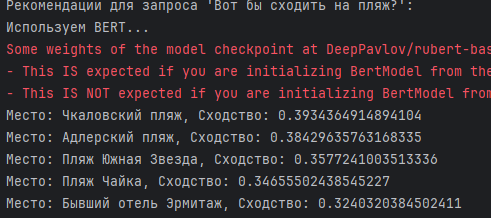 Рекомендации для запроса 'Вот бы сходить на пляж?':
Используем BERT...
Some weights of the model checkpoint at DeepPavlov/rubert-bas
- This IS expected if you are initializing BertModel from the
- This IS NOT expected if you are initializing BertModel from
Место: Чкаловский пляж, Сходство: 0.3934364914894104
Место: Адлерский пляж, Сходство: 0.38429635763168335
Место: Пляж Южная Звезда, Сходство: 0.3577241003513336
Место: Пляж Чайка, Сходство: 0.34655502438545227
Место: Бывший отель Эрмитаж, Сходство: 0.3240320384502411